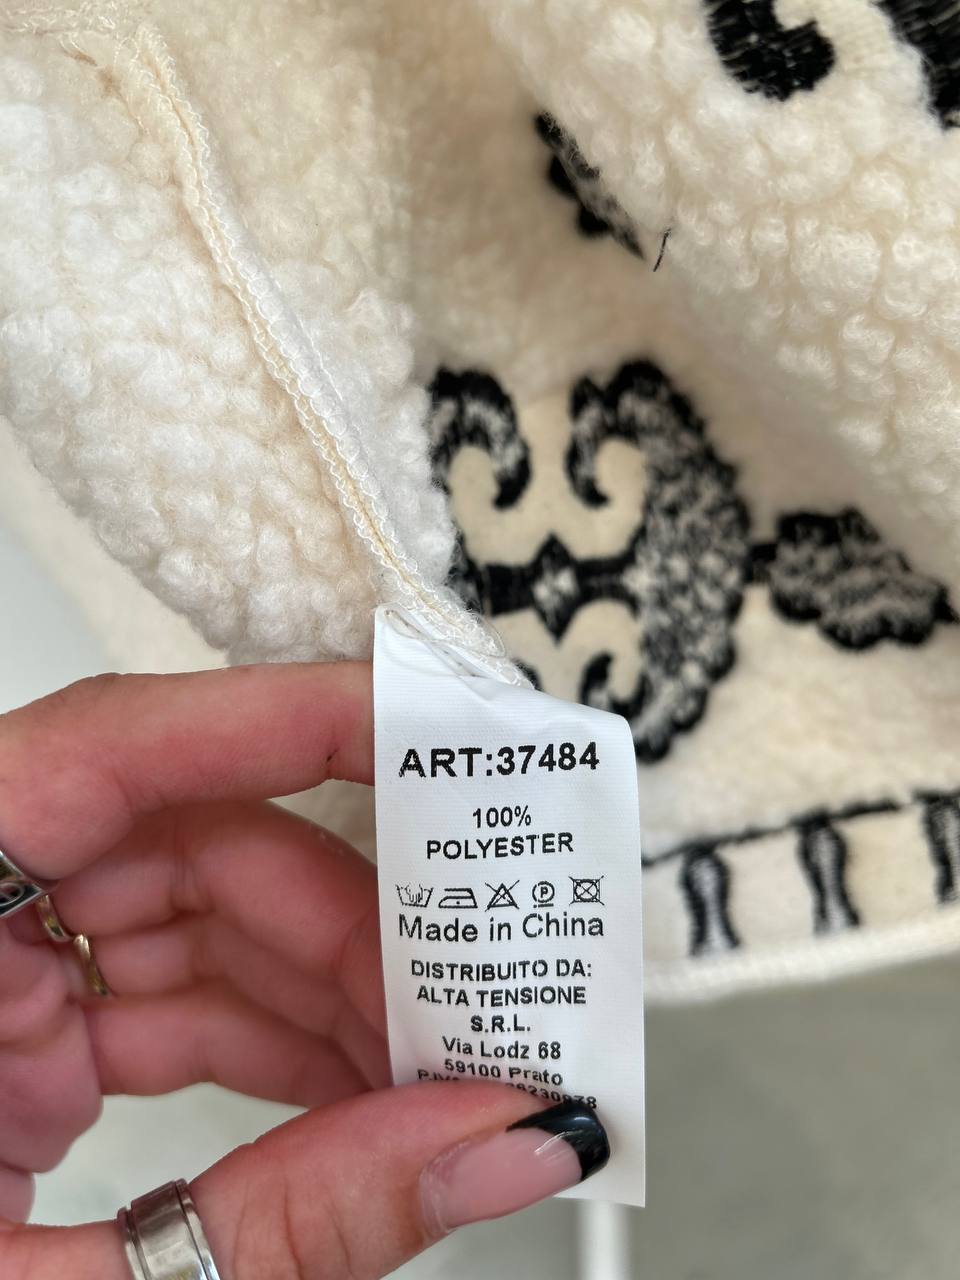 ART:37484
100%
POLYESTER
Made in China
DISTRIBUITO DA:
ALTA TENSIONE
S.R.L.
Via Lodz 68
59100 Prato